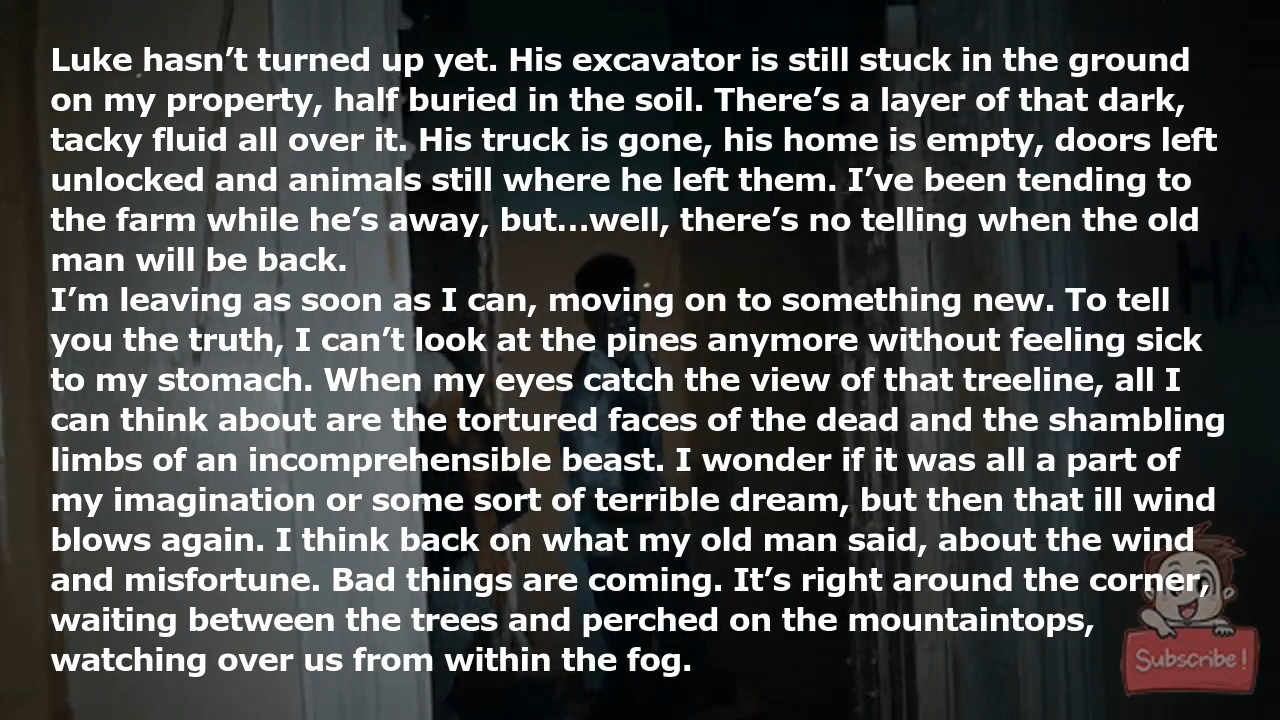 Luke hasn’t turned up yet. His excavator is still stuck in the ground
on my property, half buried in the soil. There’s a layer of that dark,
tacky fluid all over it. His truck is gone, his home is empty, doors left
unlocked and animals still where he left them. I’ve been tending to
the farm while he’s away, but...well, there’s no telling when the old
man will be back.
I’m leaving as soon as I can, moving on to something new. To tell
you the truth, I can’t look at the pines anymore without feeling sick
to my stomach. When my eyes catch the view of that treeline, all I
can think about are the tortured faces of the dead and the shambling
limbs of an incomprehensible beast. I wonder if it was all a part of
my imagination or some sort of terrible dream, but then that ill wind
blows again. I think back on what my old man said, about the wind
and misfortune. Bad things are coming. It’s right around the corner,
waiting between the trees and perched on the mountaintops,
watching over us from within the fog.
Subscribe!